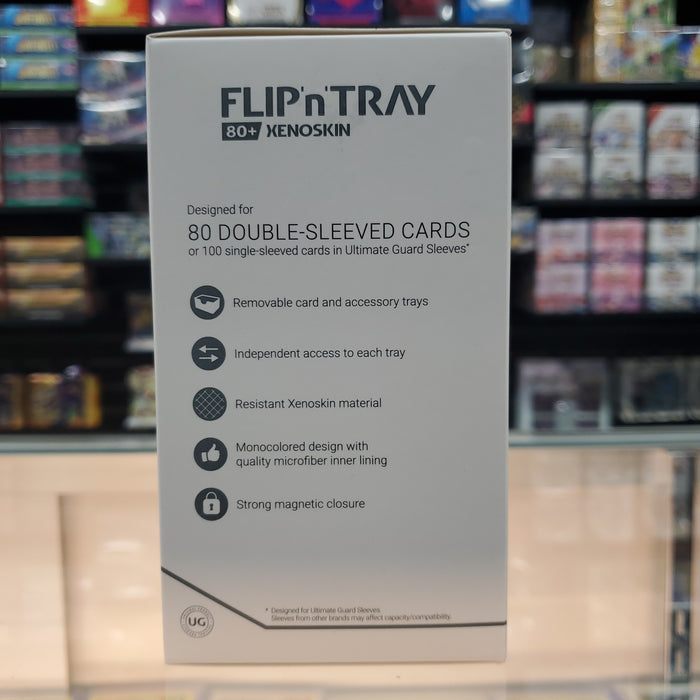 FLIP'n'TRAY
80+ XENOSKIN
Designed for
80 DOUBLE-SLEEVED CARDS
or 100 single-sleeved cards in Ultimate Guard Sleeves*
Removable card and accessory trays
Independent access to each tray
Resistant Xenoskin material
Monocolored design with
quality microfiber inner lining
Strong magnetic closure
* Designed for Ultimate Guard Sleeves.
Sleeves from other brands may affect capacity/compatibility.
UG